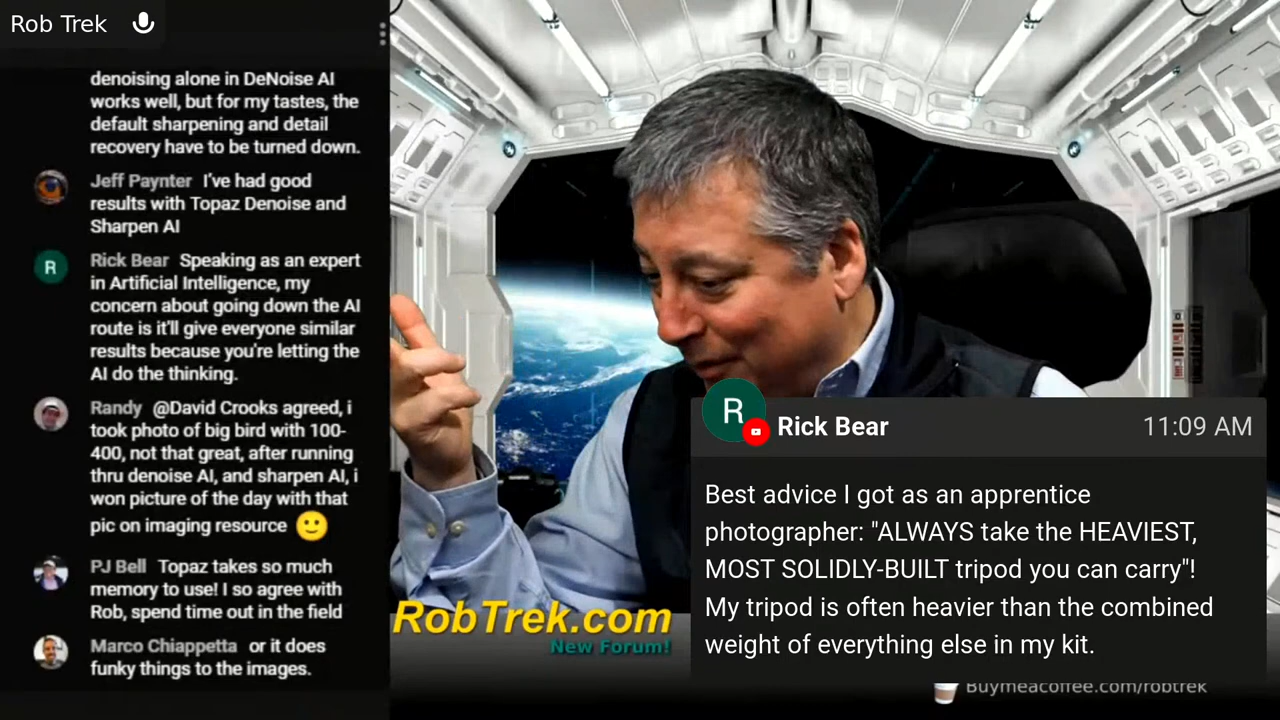 Rob Trek
denoising alone in DeNoise AI
works well, but for my tastes, the
default sharpening and detail
recovery have to be turned down.
Jeff Paynter I've had good
results with Topaz Denoise and
Sharpen AI
R
Rick Bear Speaking as an expert
in Artificial Intelligence, my
concern about going down the AI
route is it'll give everyone similar
results because you're letting the
AI do the thinking.
Randy @David Crooks agreed, i
took photo of big bird with 100-
400, not that great, after running
thru denoise AI, and sharpen AI, i
won picture of the day with that
pic on imaging resource 🙂
PJ Bell Topaz takes so much
memory to use! I so agree with
Rob, spend time out in the field
Marco Chiappetta or it does
funky things to the images.
RobTrek.com
New Forum!
R
Rick Bear 11:09 AM
Best advice I got as an apprentice
photographer: "ALWAYS take the HEAVIEST,
MOST SOLIDLY-BUILT tripod you can carry"!
My tripod is often heavier than the combined
weight of everything else in my kit.
Buymeacoffee.com/robtrek